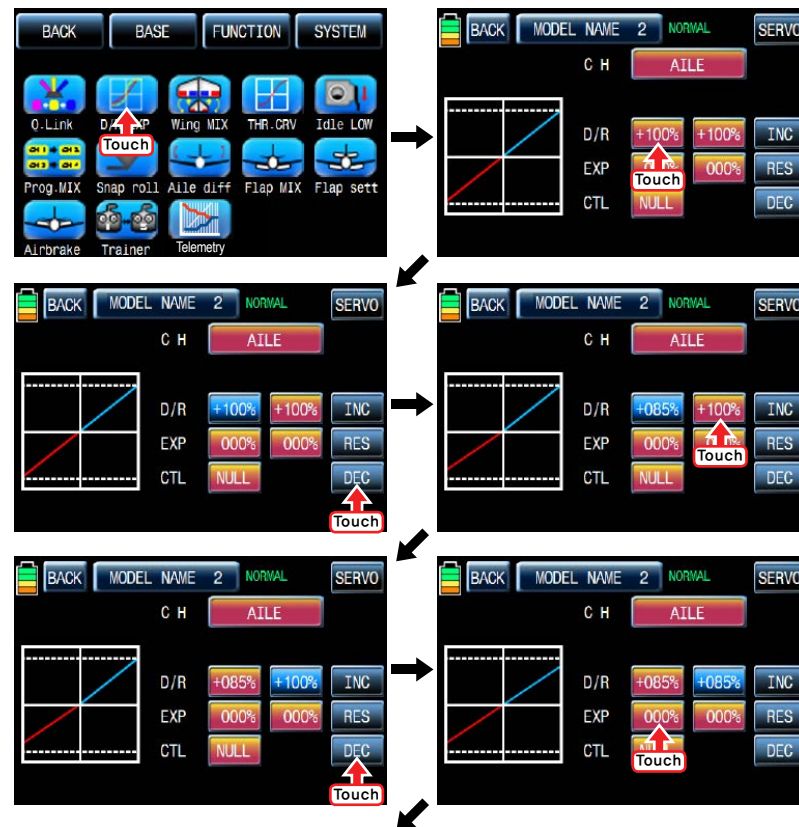 BACK BASE FUNCTION SYSTEM
Q.Link D/R EXP Wing MIX THR.CRV Idle LOW
Touch
CH1 CH2
CH3 CH4
Prog.MIX Snap roll Aile diff Flap MIX Flap sett
Airbrake Trainer Telemetry
BACK MODEL NAME 2 NORMAL SERVO
C H AILE
D/R +100% +100% INC
EXP 000% RES
Touch
CTL NULL DEC
BACK MODEL NAME 2 NORMAL SERVO
C H AILE
D/R +100% +100% INC
EXP 000% 000% RES
CTL NULL DEC
Touch
BACK MODEL NAME 2 NORMAL SERVO
C H AILE
D/R +085% +100% INC
EXP 000% RES
Touch
CTL NULL DEC
BACK MODEL NAME 2 NORMAL SERVO
C H AILE
D/R +085% +100% INC
EXP 000% 000% RES
CTL NULL DEC
Touch
BACK MODEL NAME 2 NORMAL SERVO
C H AILE
D/R +085% +085% INC
EXP 000% 000% RES
CTL DEC
Touch